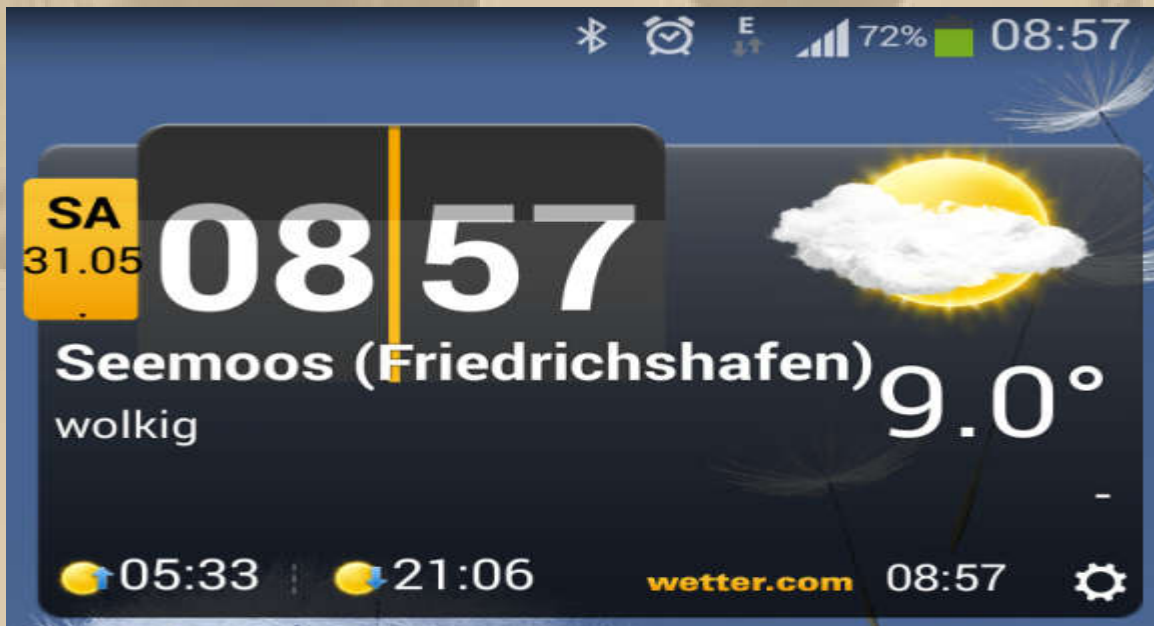 E 72% 08:57
SA
31.05
.
08 57
Seemoos (Friedrichshafen)
wolkig
9.0°
-
05:33 21:06 wetter.com 08:57